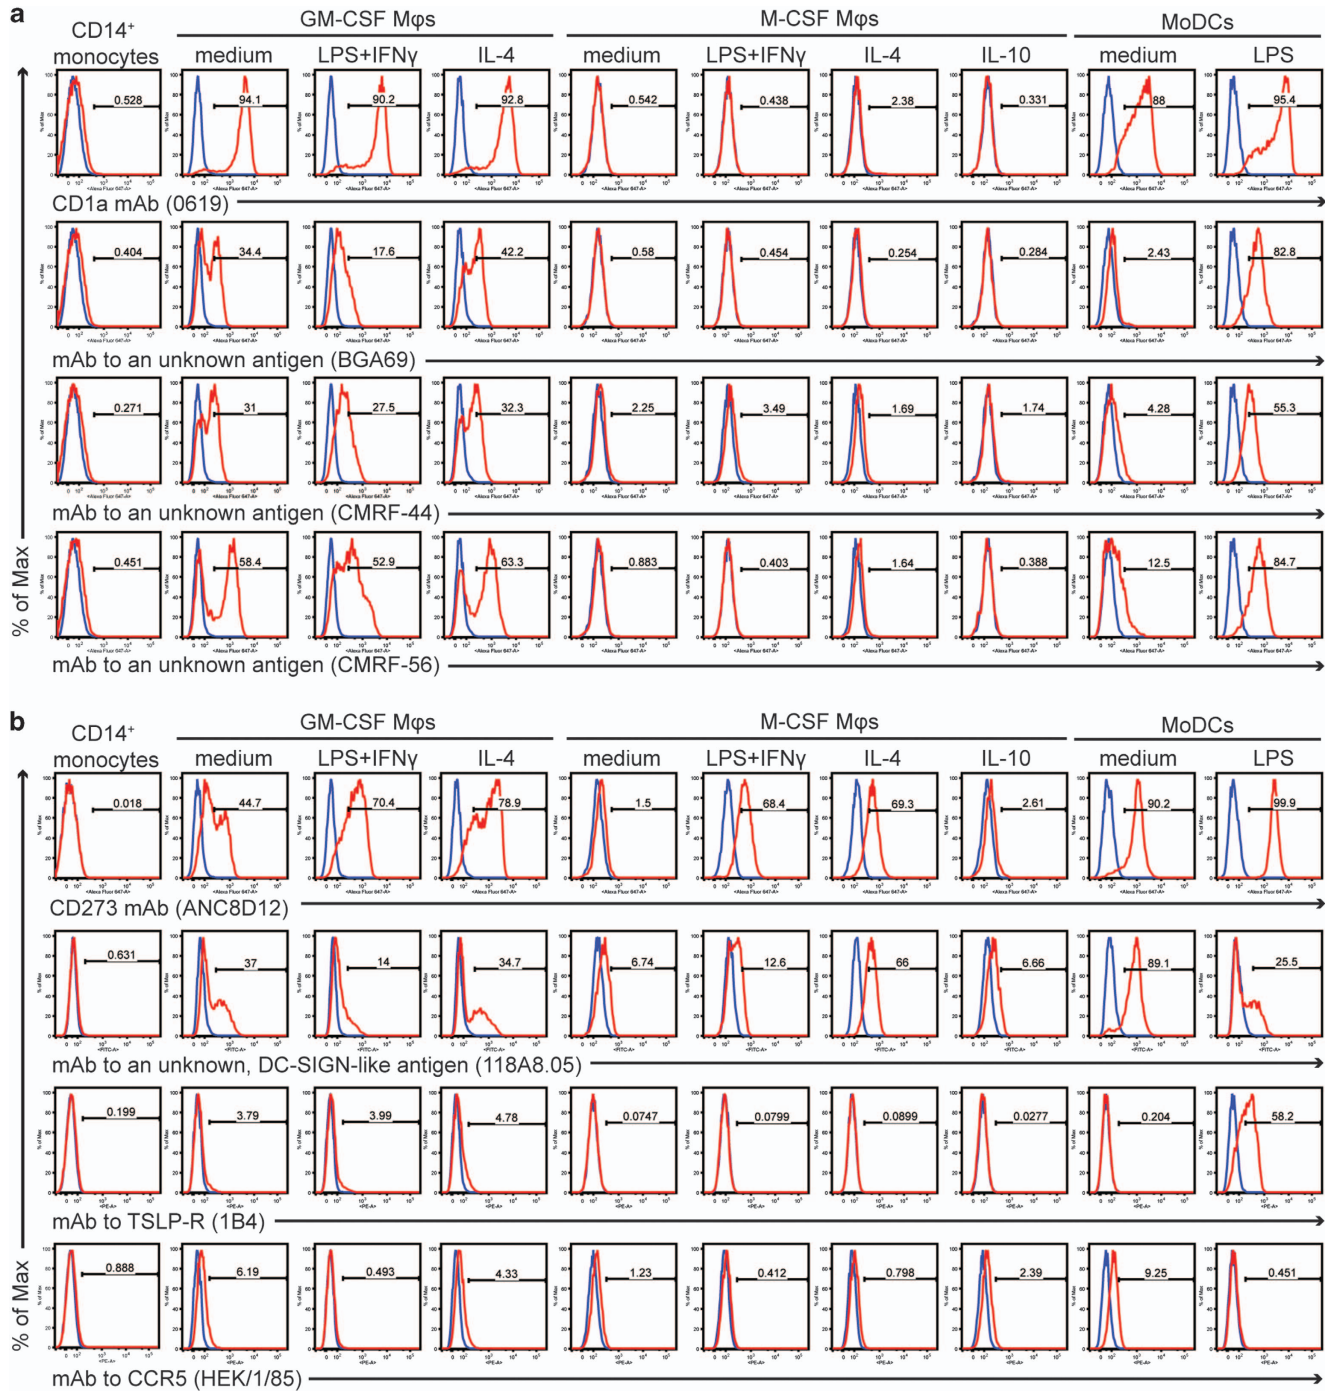 a
GM-CSF Mφs M-CSF Mφs MoDCs
CD14+ monocytes medium LPS+IFNγ IL-4 medium LPS+IFNγ IL-4 IL-10 medium LPS
0.528 94.1 90.2 92.8 0.542 0.438 2.38 0.331 88 95.4
CD1a mAb (0619)
0.404 34.4 17.6 42.2 0.58 0.454 0.254 0.284 2.43 82.8
mAb to an unknown antigen (BGA69)
0.271 31 27.5 32.3 2.25 3.49 1.69 1.74 4.28 55.3
mAb to an unknown antigen (CMRF-44)
0.451 58.4 52.9 63.3 0.883 0.403 1.64 0.388 12.5 84.7
mAb to an unknown antigen (CMRF-56)
% of Max
b
GM-CSF Mφs M-CSF Mφs MoDCs
CD14+ monocytes medium LPS+IFNγ IL-4 medium LPS+IFNγ IL-4 IL-10 medium LPS
0.018 44.7 70.4 78.9 1.5 68.4 69.3 2.61 90.2 99.9
CD273 mAb (ANC8D12)
0.631 37 14 34.7 6.74 12.6 66 6.66 89.1 25.5
mAb to an unknown, DC-SIGN-like antigen (118A8.05)
0.199 3.79 3.99 4.78 0.0747 0.0799 0.0899 0.0277 0.204 58.2
mAb to TSLP-R (1B4)
0.888 6.19 0.493 4.33 1.23 0.412 0.798 2.39 9.25 0.451
mAb to CCR5 (HEK/1/85)
% of Max